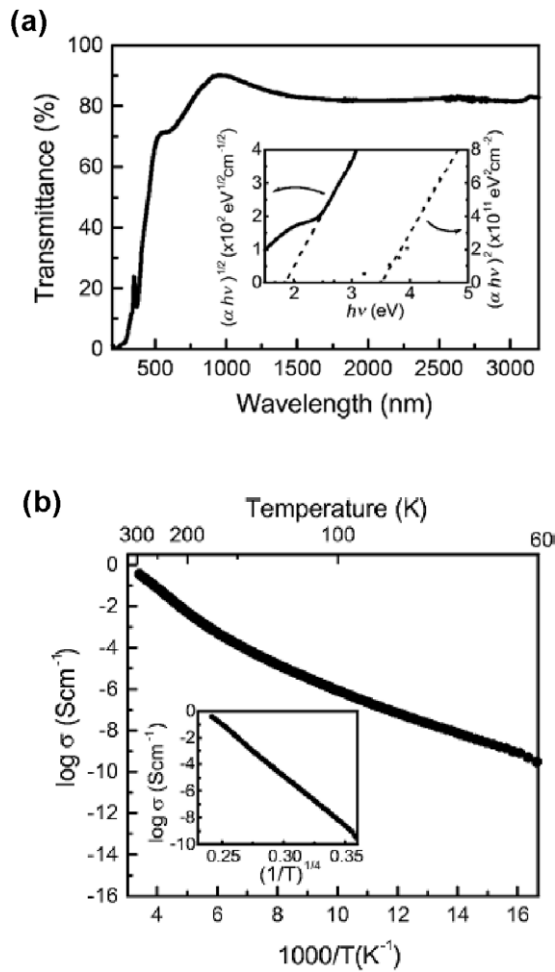 (a)
100
80
60
40
20
0
Transmittance (%)
500 1000 1500 2000 2500 3000
Wavelength (nm)
4
3
2
1
0
(α hν)^1/2 (x10^2 eV^1/2cm^-1/2)
8
6
4
2
0
(α hν)^2 (x10^11 eV^2cm^-2)
2 3 4 5
hν (eV)
(b)
Temperature (K)
300 200 100 60
0
-2
-4
-6
-8
-10
-12
-14
-16
log σ (Scm^-1)
0
-2
-4
-6
-8
-10
log σ (Scm^-1)
0.25 0.30 0.35
(1/T)^1/4
4 6 8 10 12 14 16
1000/T(K^-1)